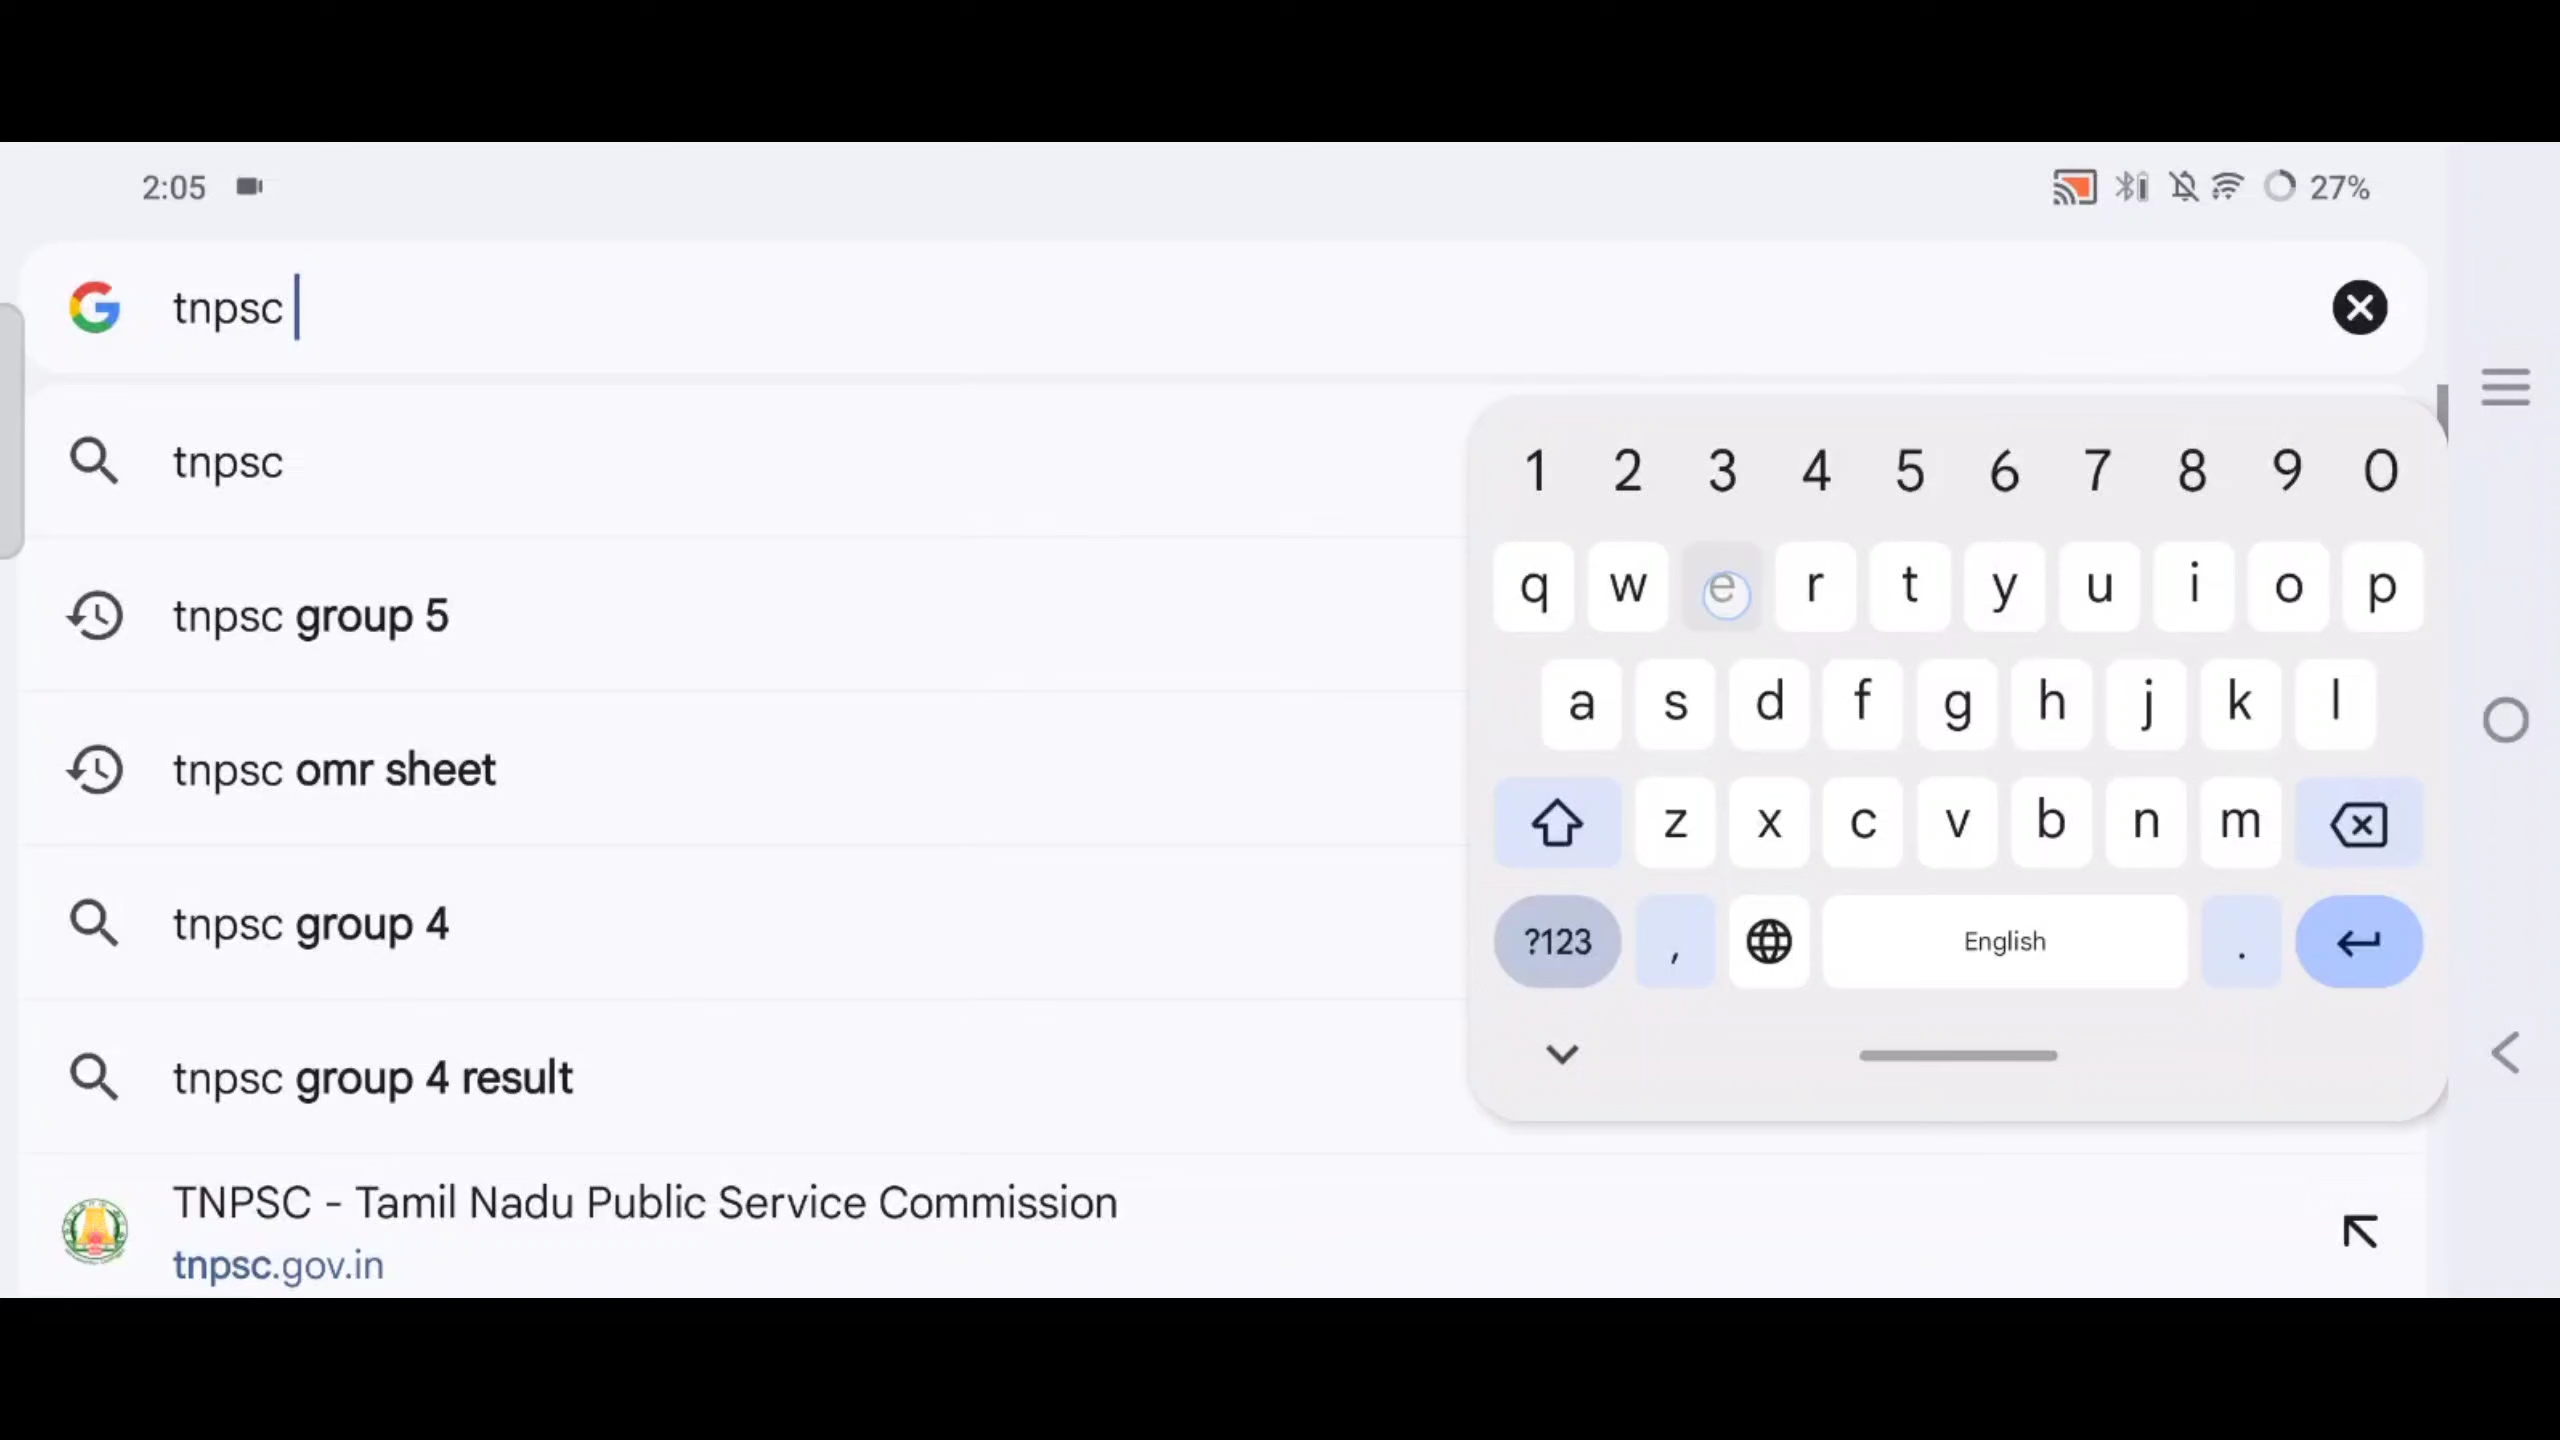 2:05
27%
tnpsc
tnpsc
tnpsc group 5
tnpsc omr sheet
tnpsc group 4
tnpsc group 4 result
TNPSC - Tamil Nadu Public Service Commission
tnpsc.gov.in
1 2 3 4 5 6 7 8 9 0
q w e r t y u i o p
a s d f g h j k l
z x c v b n m
?123 , English .